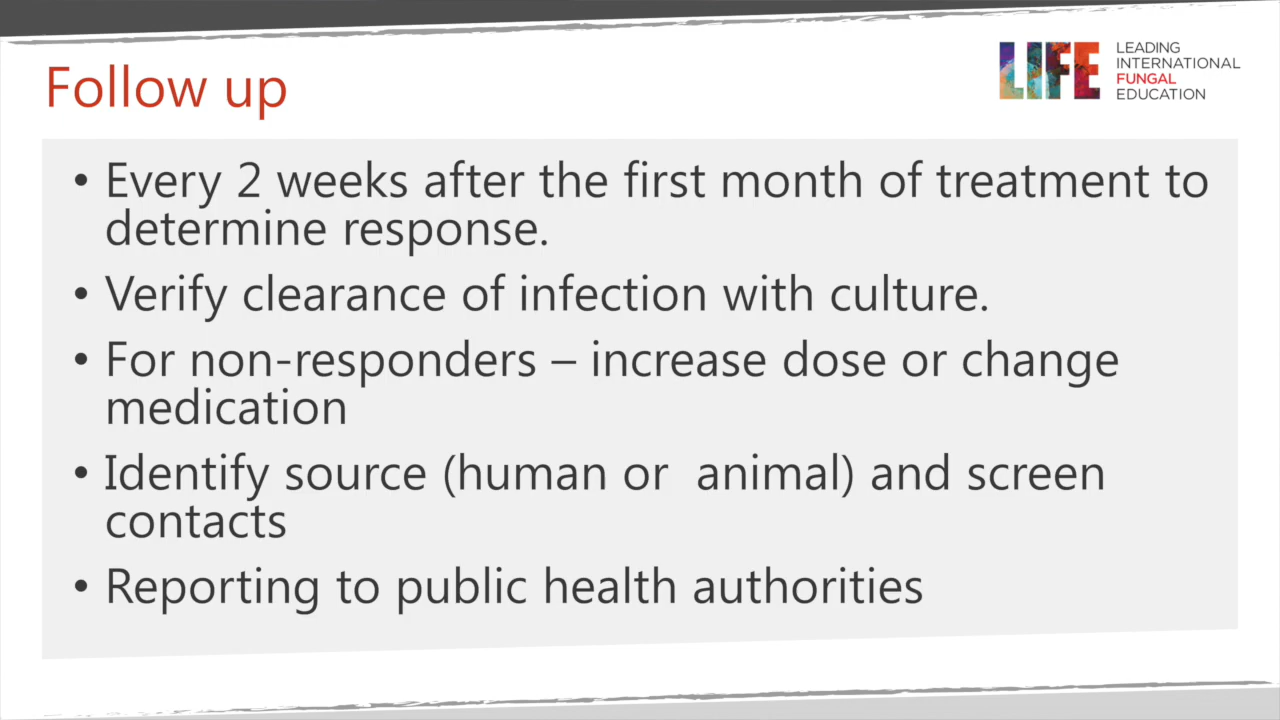 Follow up
LIFE
LEADING
INTERNATIONAL
FUNGAL
EDUCATION
• Every 2 weeks after the first month of treatment to
determine response.
• Verify clearance of infection with culture.
• For non-responders – increase dose or change
medication
• Identify source (human or  animal) and screen
contacts
• Reporting to public health authorities